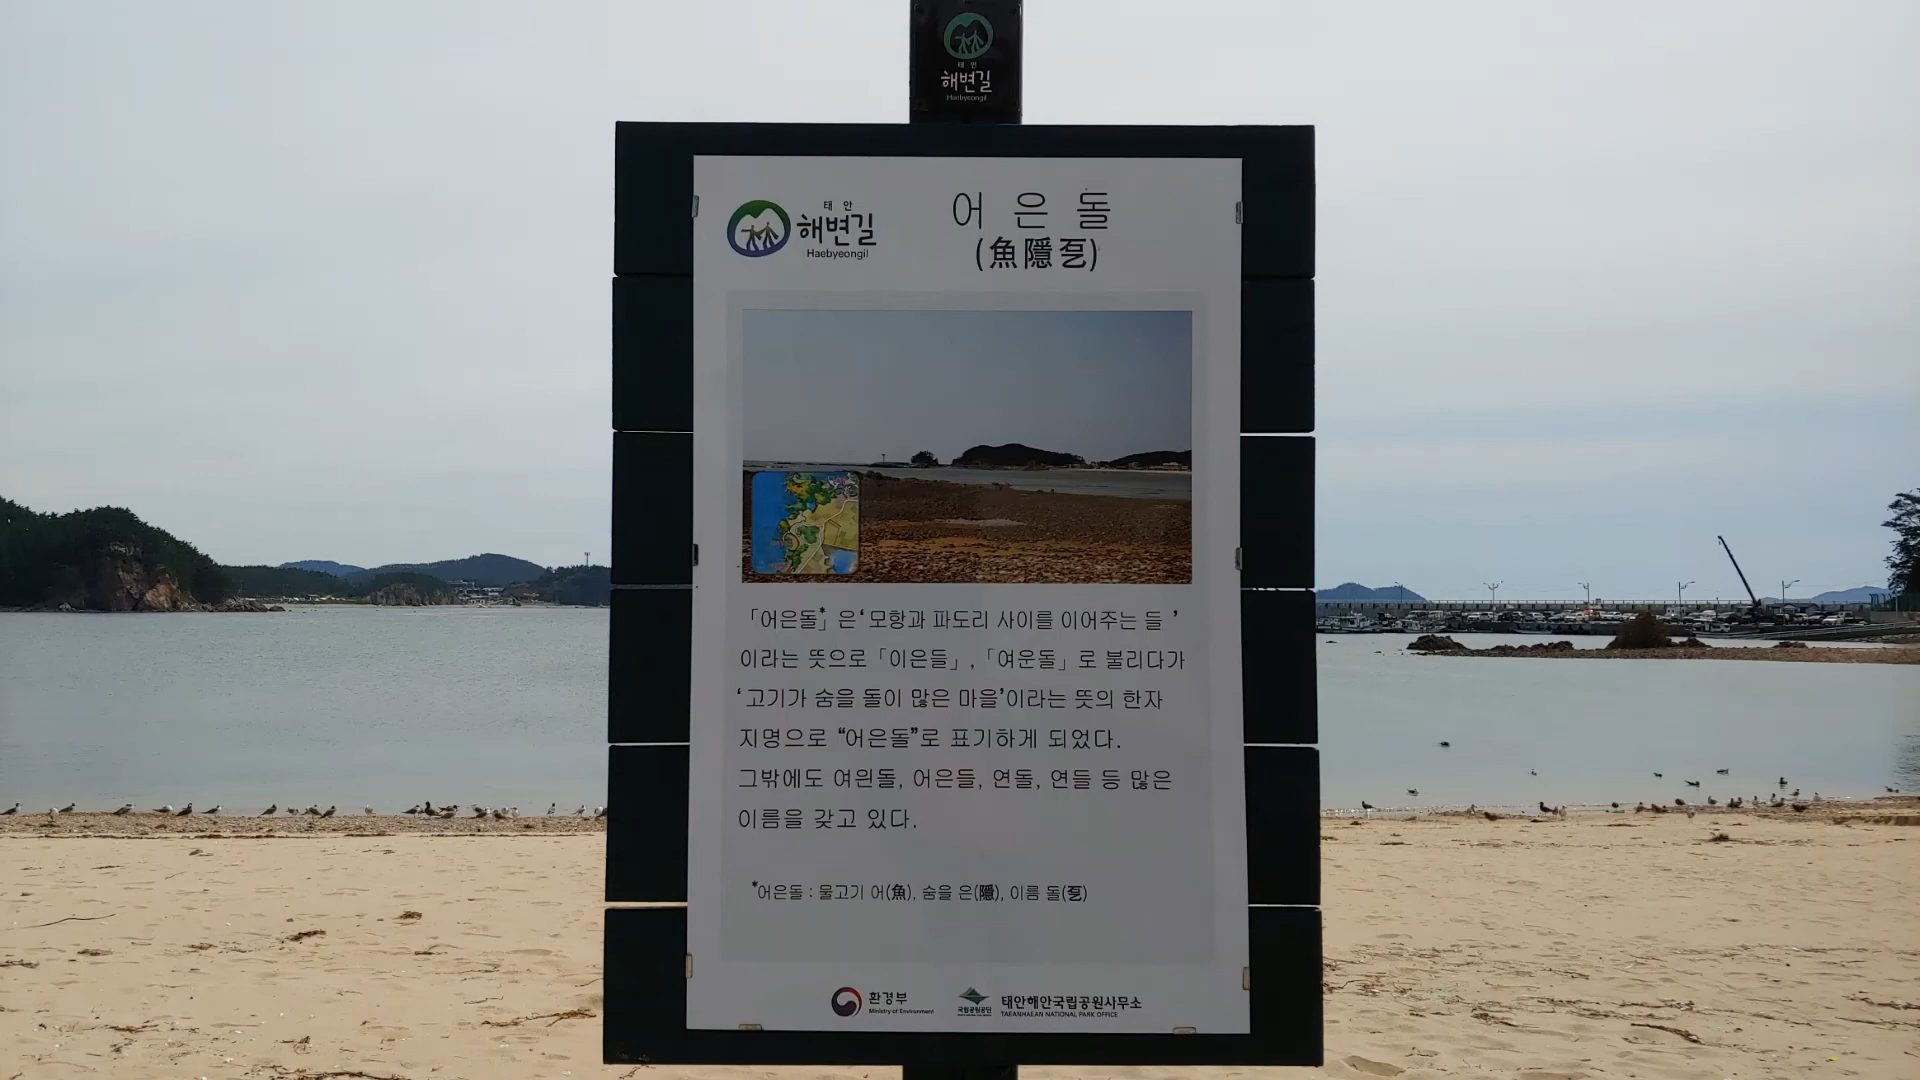 태안
해변길
Haebyeongil
태안
해변길
Haebyeongil
어은돌
(魚隱乭)
「어은돌*」은 ‘모항과 파도리 사이를 이어주는 들’
이라는 뜻으로 「이은들」, 「여운돌」로 불리다가
‘고기가 숨을 돌이 많은 마을’이라는 뜻의 한자
지명으로 “어은돌”로 표기하게 되었다.
그밖에도 여읜돌, 어은들, 연돌, 연들 등 많은
이름을 갖고 있다.
*어은돌 : 물고기 어(魚), 숨을 은(隱), 이름 돌(乭)
환경부
Ministry of Environment
국립공원공단
태안해안국립공원사무소
TAEANHAEAN NATIONAL PARK OFFICE